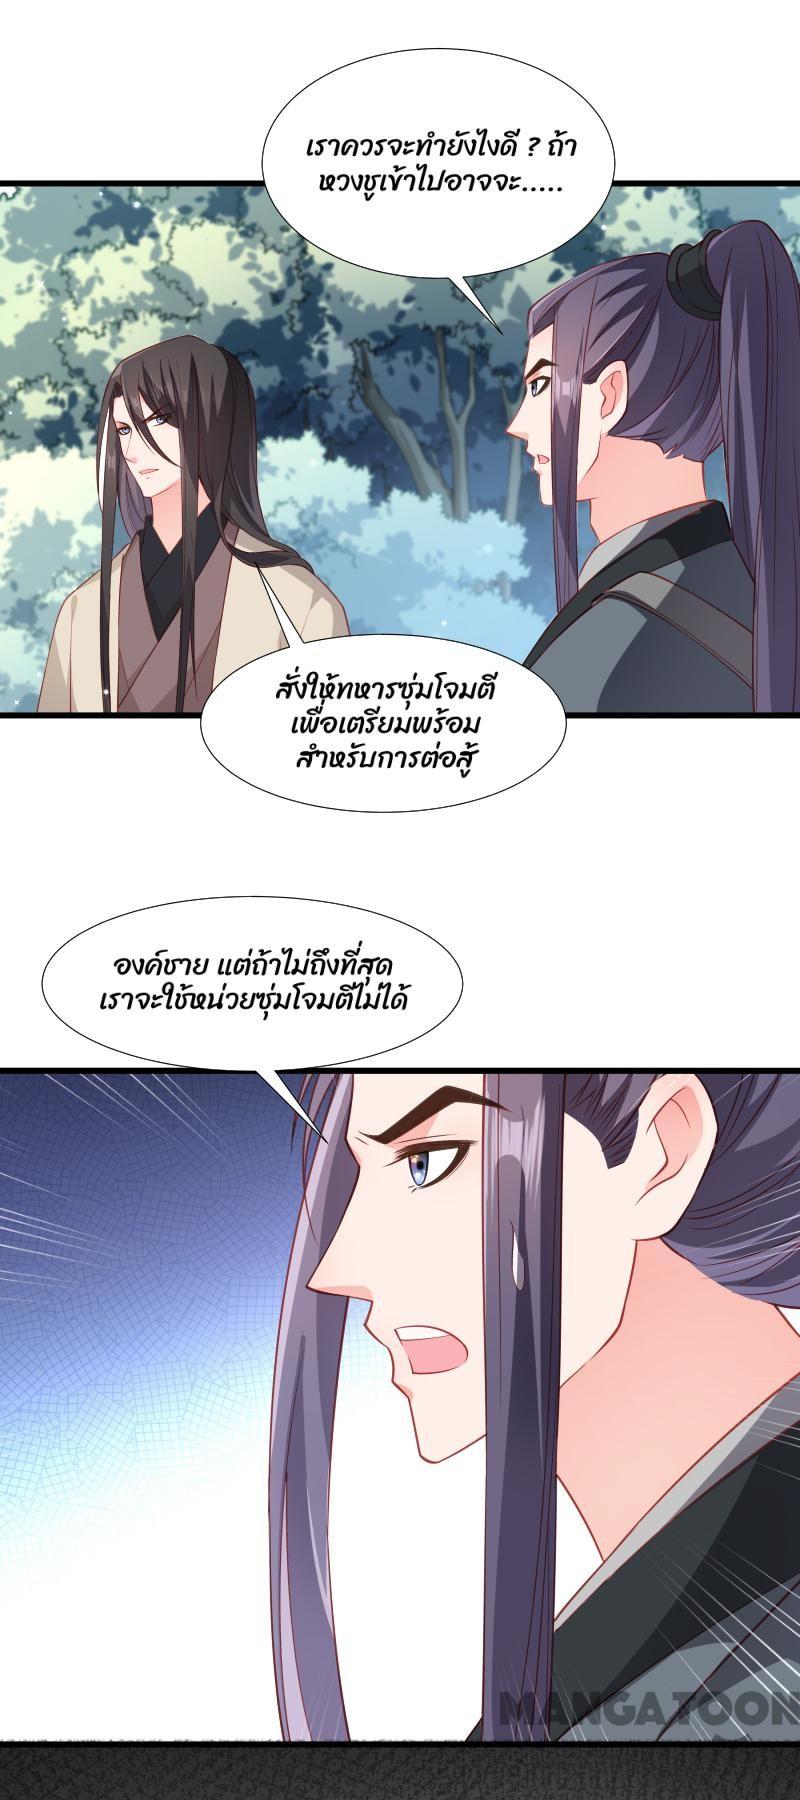 เราควรจะทำยังไงดี ? ถ้า
หวงชูเข้าไปอาจจะ.....
สั่งให้ทหารซุ่มโจมตี
เพื่อเตรียมพร้อม
สำหรับการต่อสู้
องค์ชาย แต่ถ้าไม่ถึงที่สุด
เราจะใช้หน่วยซุ่มโจมตีไม่ได้
MANGA TOON